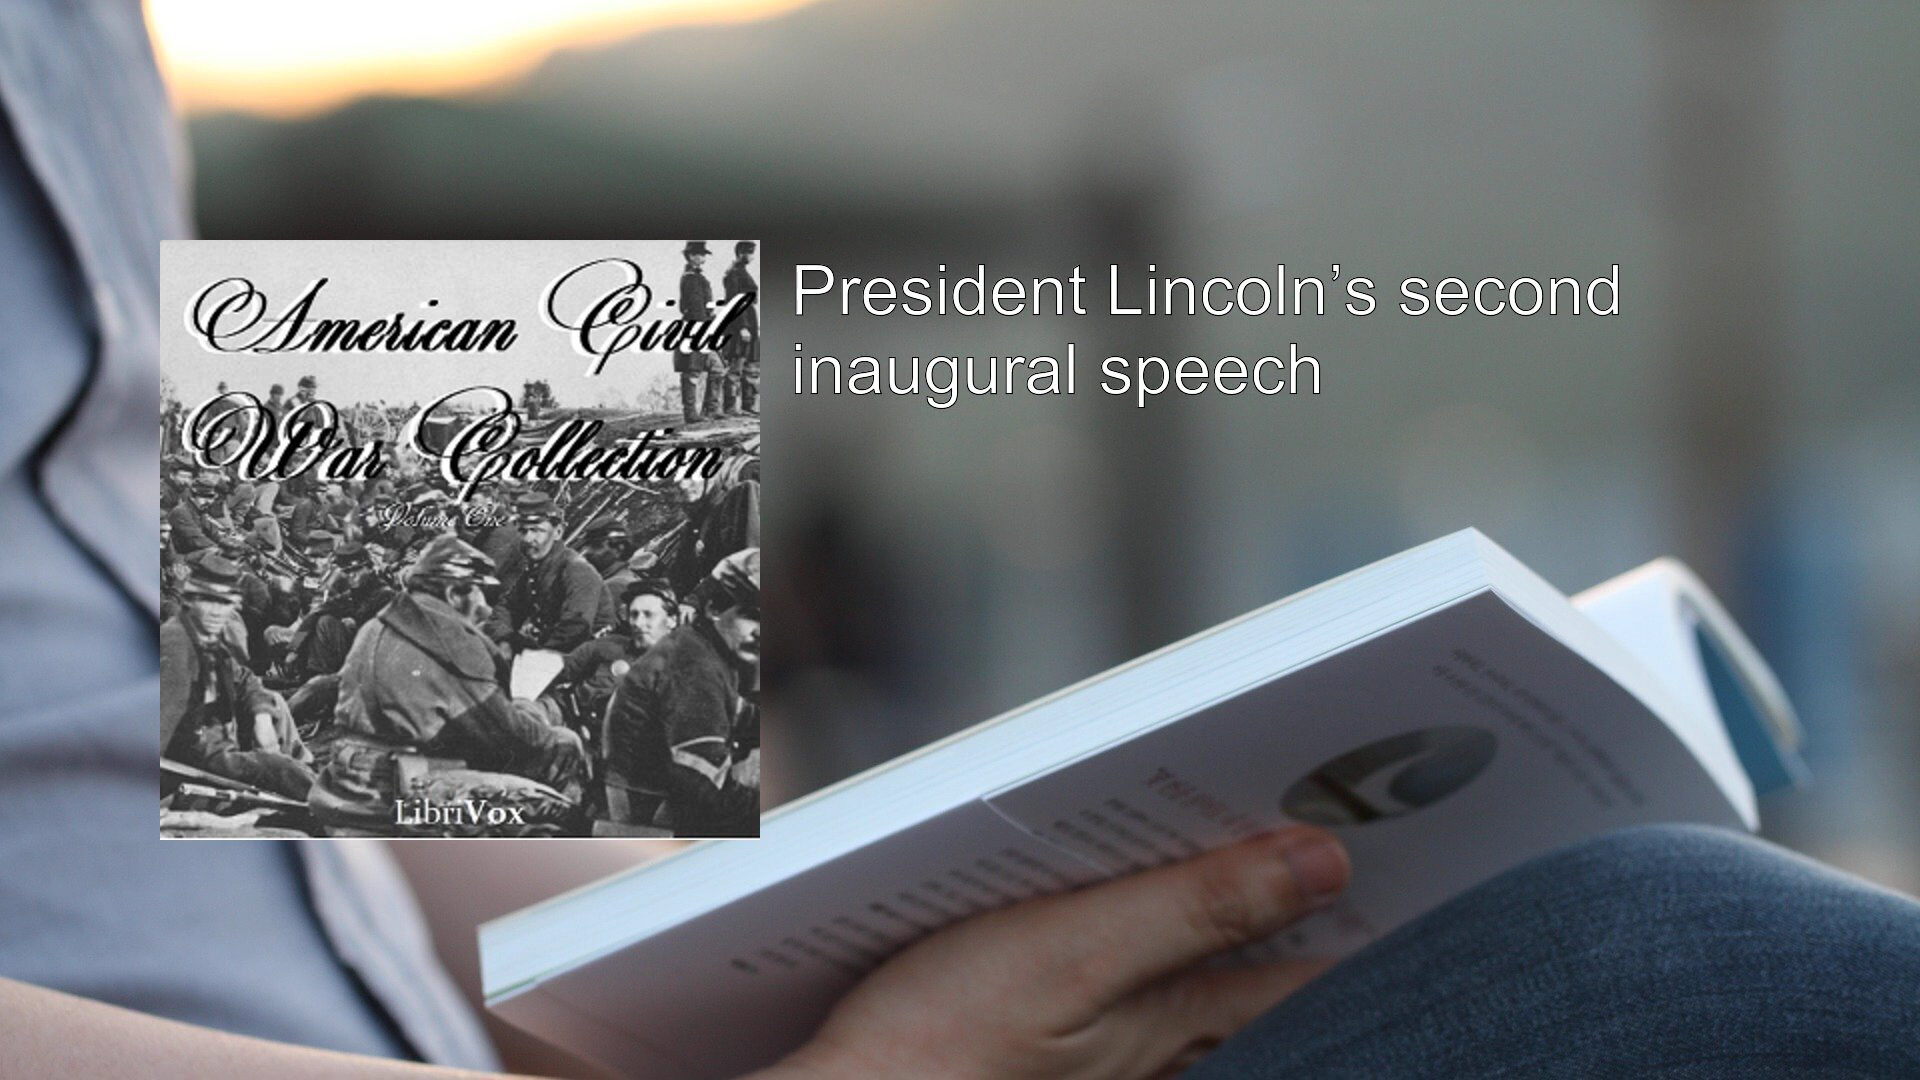 American Civil
War Collection
Volume One
LibriVox
President Lincoln’s second
inaugural speech